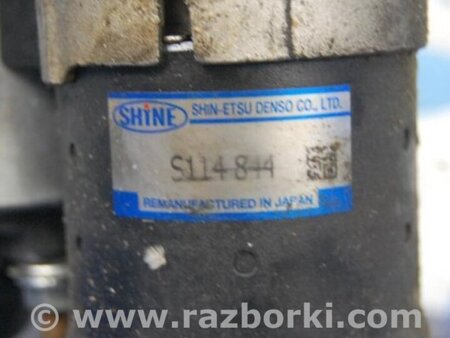 SHiNE SHIN-ETSU DENSO CO., LTD.
S114 844
REMANUFACTURED IN JAPAN
© www.razborki.com